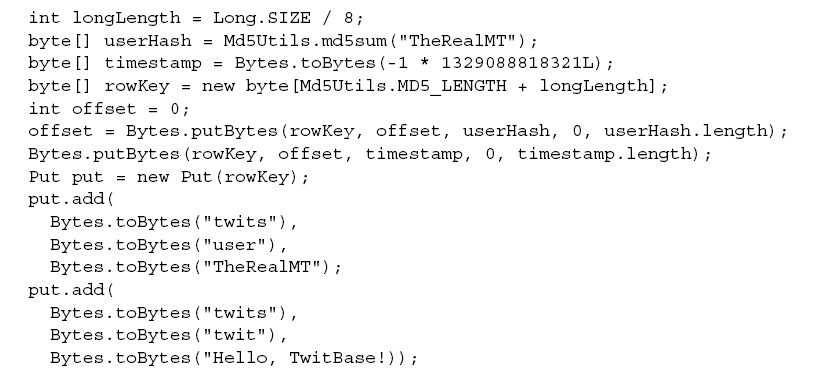 int longLength = Long.SIZE / 8;
byte[] userHash = Md5Utils.md5sum("TheRealMT");
byte[] timestamp = Bytes.toBytes(-1 * 1329088818321L);
byte[] rowKey = new byte[Md5Utils.MD5_LENGTH + longLength];
int offset = 0;
offset = Bytes.putBytes(rowKey, offset, userHash, 0, userHash.length);
Bytes.putBytes(rowKey, offset, timestamp, 0, timestamp.length);
Put put = new Put(rowKey);
put.add(
  Bytes.toBytes("twits"),
  Bytes.toBytes("user"),
  Bytes.toBytes("TheRealMT");
put.add(
  Bytes.toBytes("twits"),
  Bytes.toBytes("twit"),
  Bytes.toBytes("Hello, TwitBase!));